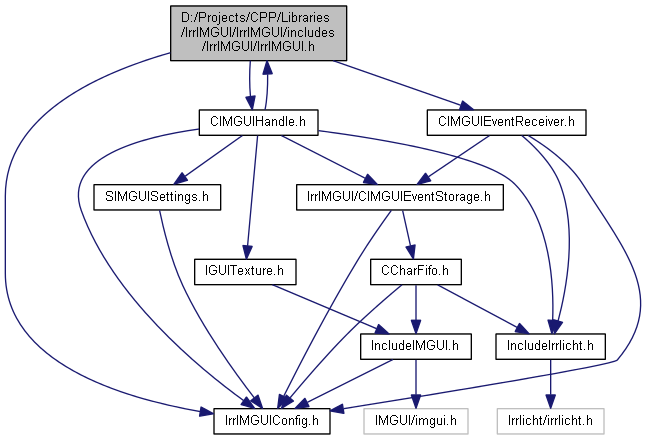 D:/Projects/CPP/Libraries
/IrrIMGUI/IrrIMGUI/includes
/IrrIMGUI/IrrIMGUI.h
CIMGUIHandle.h
CIMGUIEventReceiver.h
SIMGUISettings.h
IrrIMGUI/CIMGUIEventStorage.h
IGUITexture.h
CCharFifo.h
IncludeIMGUI.h
IncludeIrrlicht.h
IrrIMGUIConfig.h
IMGUI/imgui.h
Irrlicht/irrlicht.h